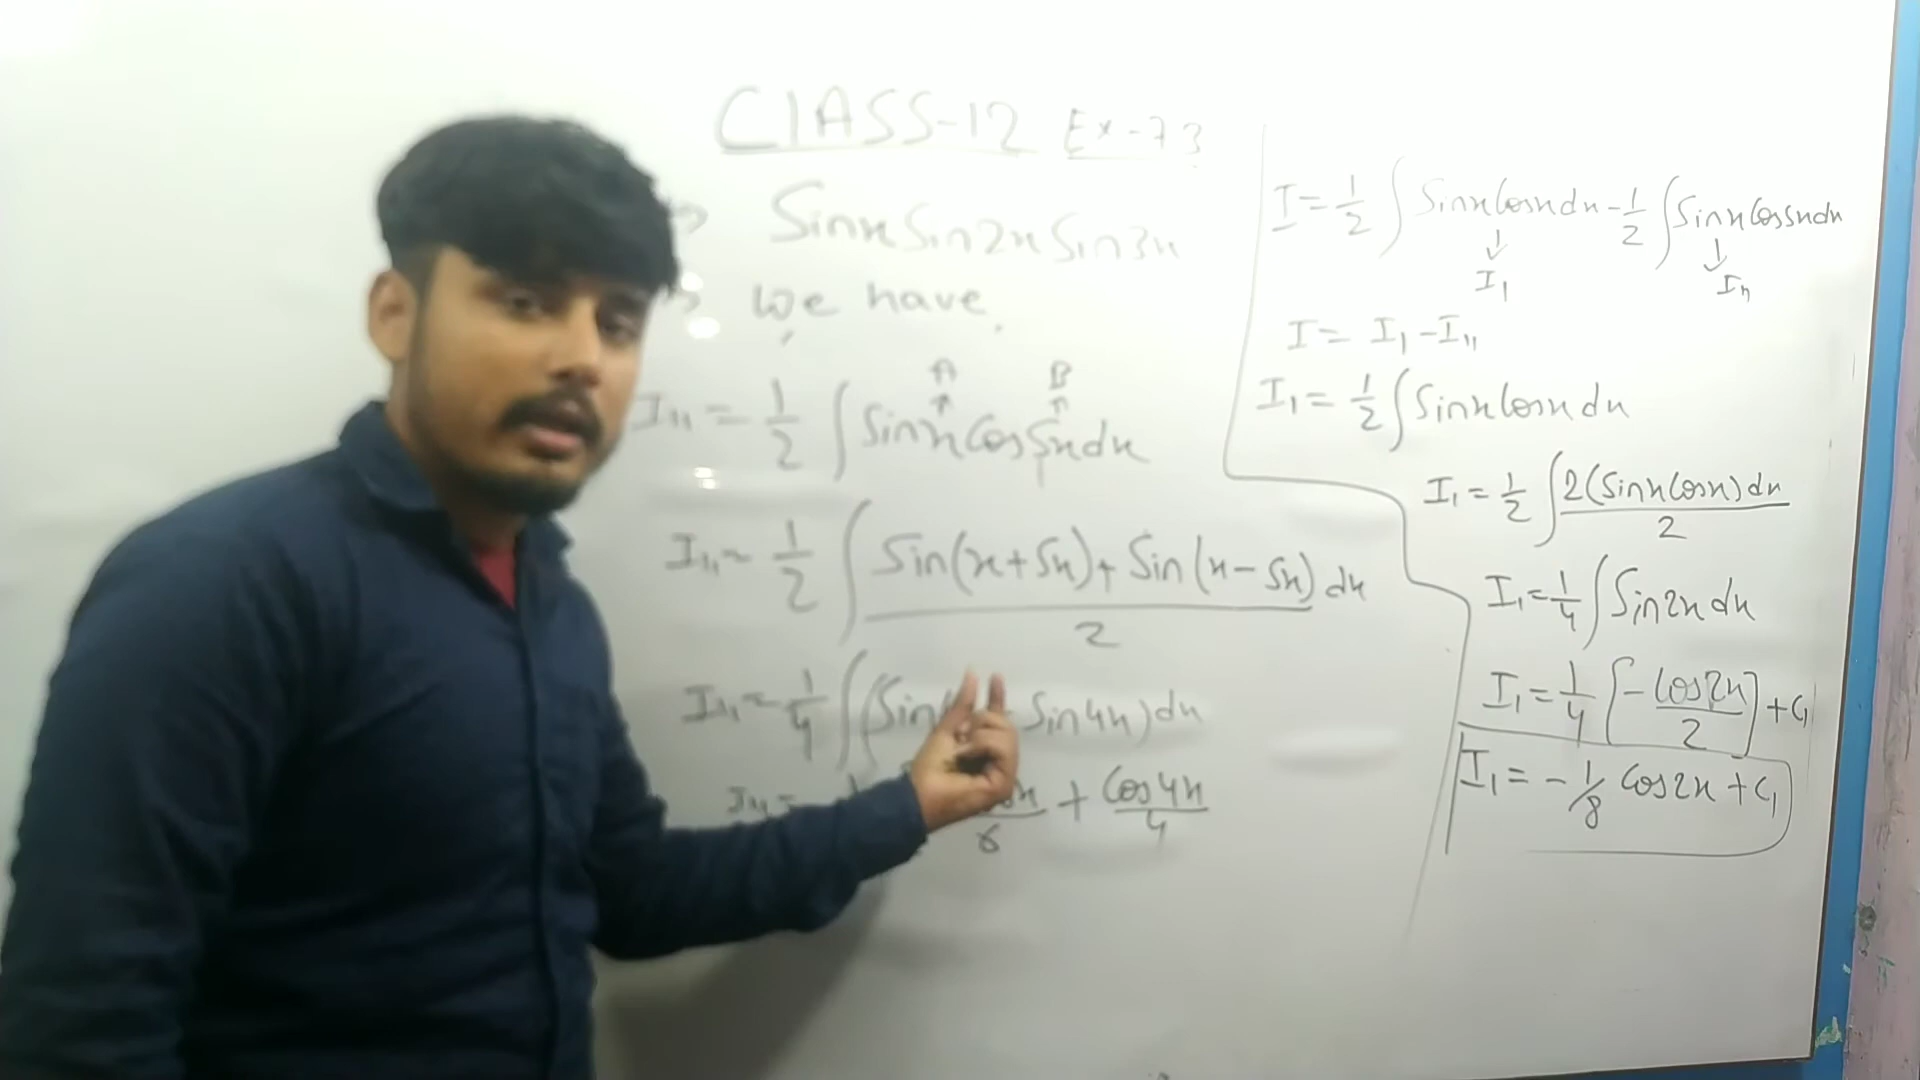 CLASS-12 Ex-7.3
→ Sinx Sin2x Sin3x
→ we have,
A B
↑ ↑
I₁₁ = 1/2 ∫ Sinx Cos5x dx
I₁₁ = 1/2 ∫ (Sin(x+5x) + Sin(x-5x))/2 dx
I₁₁ = 1/4 ∫ (Sin - Sin4x) dx
I₁₁ = x/6 + Cos4x/4
I = 1/2 ∫ Sinx Cosx dx - 1/2 ∫ Sinx Cos5x dx
↓ ↓
I₁ I₁₁
I = I₁ - I₁₁
I₁ = 1/2 ∫ Sinx Cosx dx
I₁ = 1/2 ∫ 2(Sinx Cosx) dx/2
I₁ = 1/4 ∫ Sin2x dx
I₁ = 1/4 [-Cos2x/2] + C₁
I₁ = -1/8 Cos2x + C₁